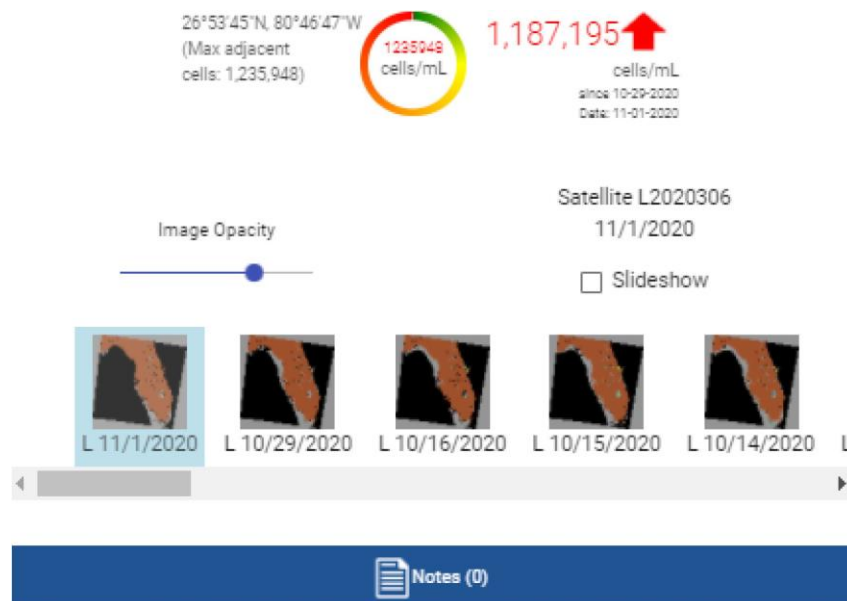 26°53'45"N, 80°46'47"W
(Max adjacent
cells: 1,235,948)
1235948
cells/mL
1,187,195
cells/mL
since 10-29-2020
Date: 11-01-2020
Satellite L2020306
11/1/2020
Image Opacity
Slideshow
L 11/1/2020 L 10/29/2020 L 10/16/2020 L 10/15/2020 L 10/14/2020 L
Notes (0)